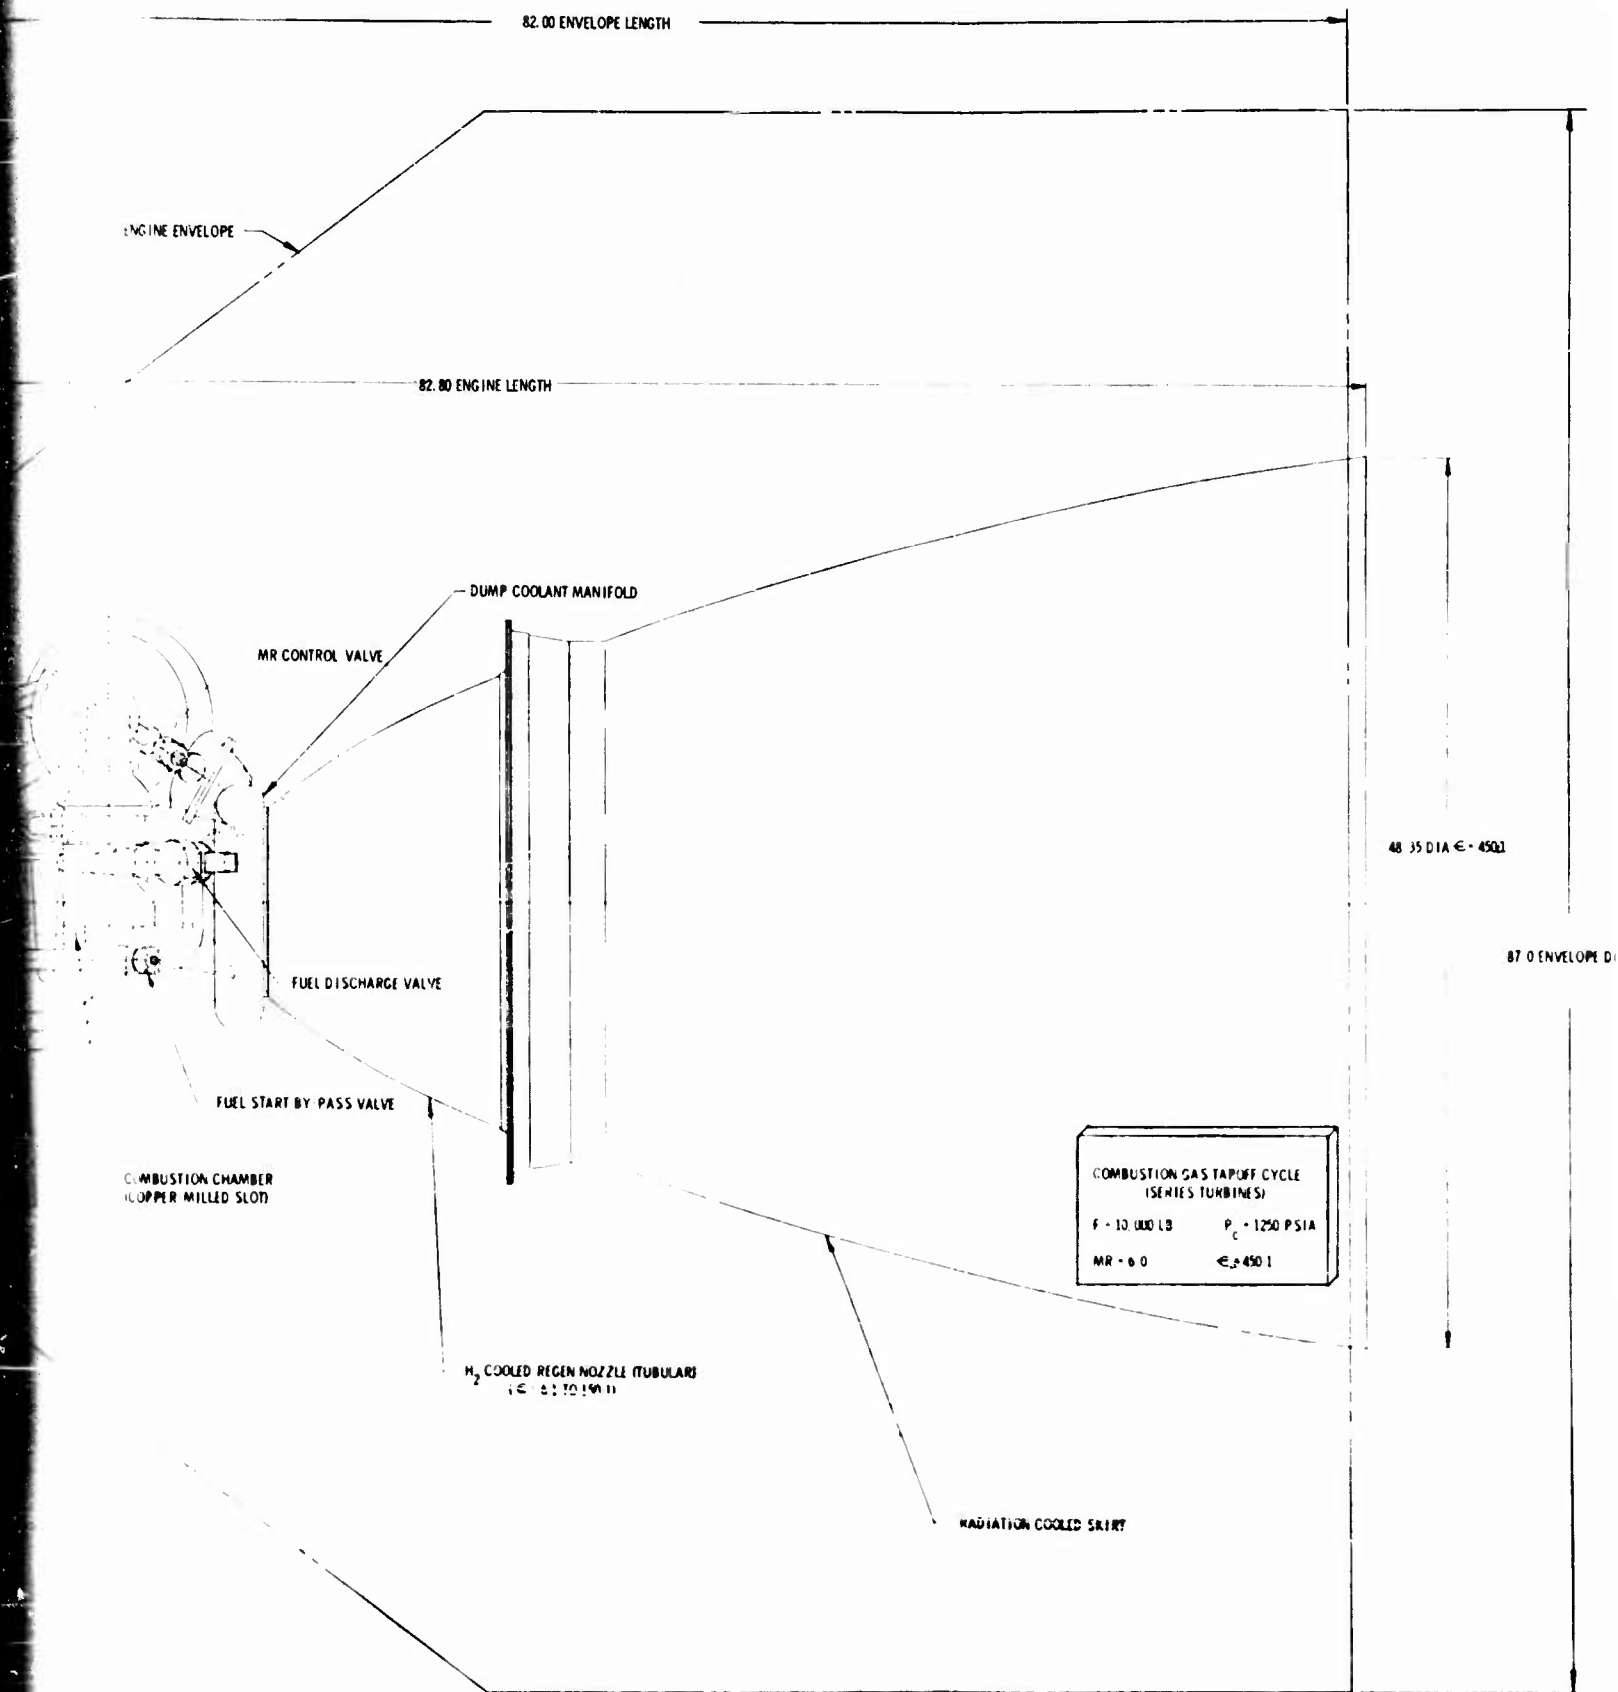 82.00 ENVELOPE LENGTH
ENGINE ENVELOPE
82.80 ENGINE LENGTH
DUMP COOLANT MANIFOLD
MR CONTROL VALVE
48.35 DIA ∈ = 450:1
87.0 ENVELOPE
FUEL DISCHARGE VALVE
FUEL START BY-PASS VALVE
COMBUSTION CHAMBER
(COPPER MILLED SLOT)
COMBUSTION GAS TAPOFF CYCLE
(SERIES TURBINES)
F = 10,000 LB P_c = 1250 PSIA
MR = 6.0 ∈ = 450:1
H₂ COOLED REGEN NOZZLE (TUBULAR)
TO
RADIATION COOLED SKIRT